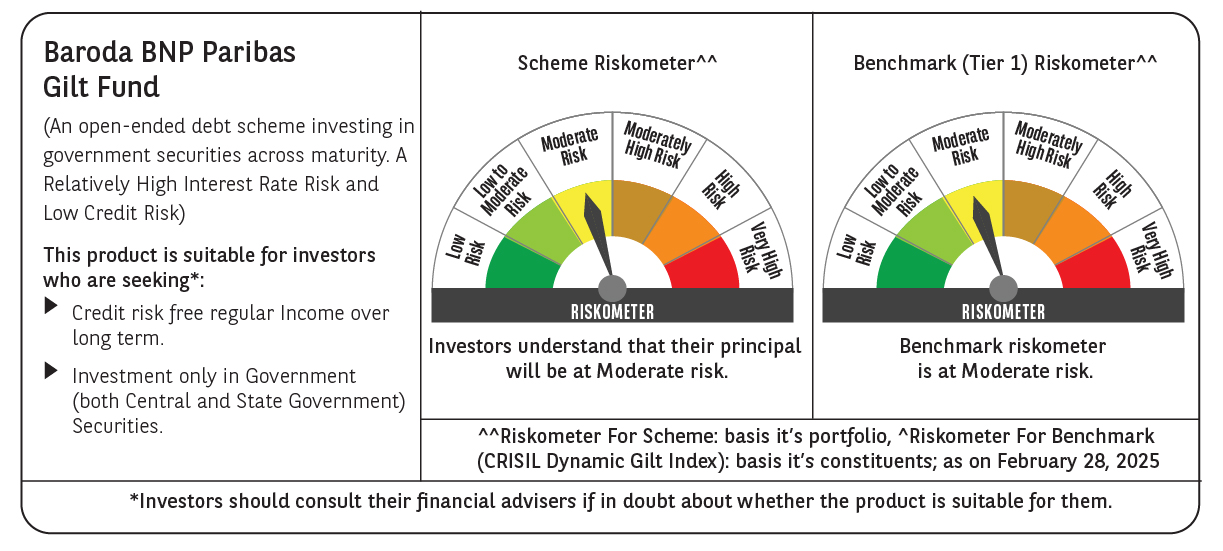 Baroda BNP Paribas
Gilt Fund
(An open-ended debt scheme investing in
government securities across maturity. A
Relatively High Interest Rate Risk and
Low Credit Risk)
This product is suitable for investors
who are seeking*:
Credit risk free regular Income over
long term.
Investment only in Government
(both Central and State Government)
Securities.
Scheme Riskometer^^
Low
Risk
Low to
Moderate
Risk
Moderate
Risk
Moderately
High Risk
High
Risk
Very High
Risk
RISKOMETER
Investors understand that their principal
will be at Moderate risk.
Benchmark (Tier 1) Riskometer^^
Low
Risk
Low to
Moderate
Risk
Moderate
Risk
Moderately
High Risk
High
Risk
Very High
Risk
RISKOMETER
Benchmark riskometer
is at Moderate risk.
^^Riskometer For Scheme: basis it's portfolio, ^Riskometer For Benchmark
(CRISIL Dynamic Gilt Index): basis it's constituents; as on February 28, 2025
*Investors should consult their financial advisers if in doubt about whether the product is suitable for them.